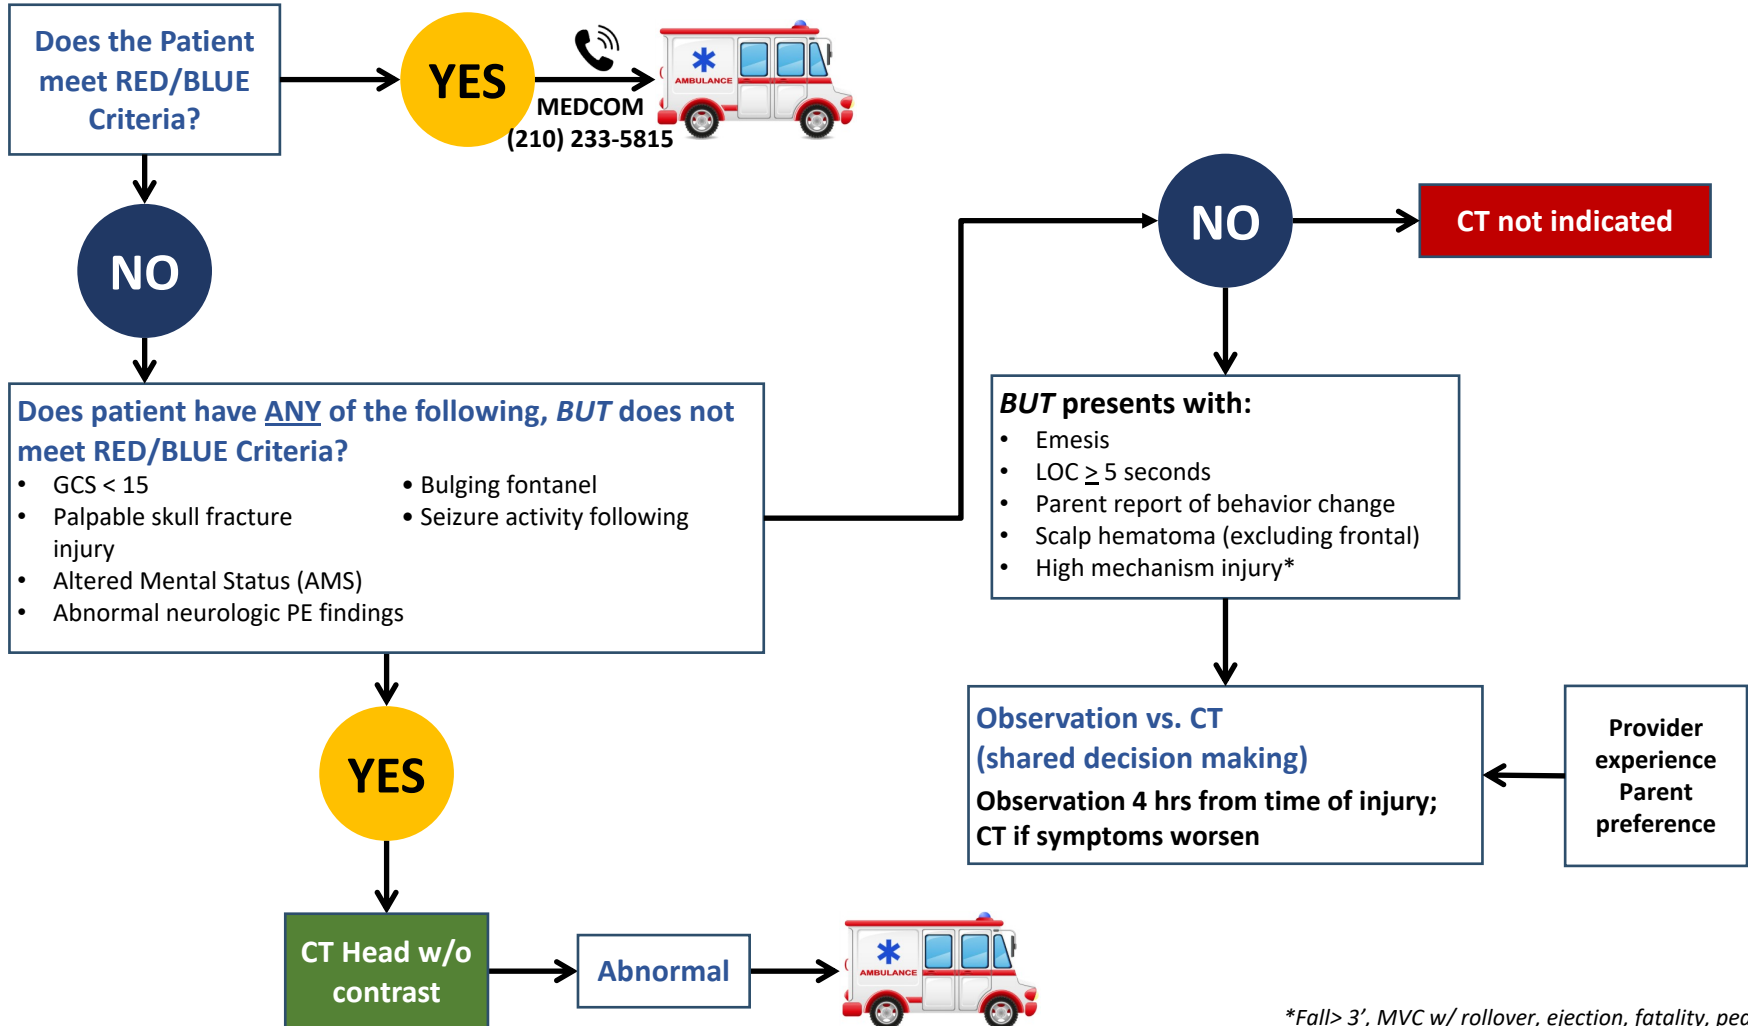 Does the Patient
meet RED/BLUE
Criteria?
YES
MEDCOM
(210) 233-5815
AMBULANCE
NO
NO
CT not indicated
Does patient have ANY of the following, BUT does not
meet RED/BLUE Criteria?
• GCS < 15
• Palpable skull fracture
injury
• Altered Mental Status (AMS)
• Abnormal neurologic PE findings
• Bulging fontanel
• Seizure activity following
BUT presents with:
• Emesis
• LOC ≥ 5 seconds
• Parent report of behavior change
• Scalp hematoma (excluding frontal)
• High mechanism injury*
YES
Observation vs. CT
(shared decision making)
Observation 4 hrs from time of injury;
CT if symptoms worsen
Provider
experience
Parent
preference
CT Head w/o
contrast
Abnormal
AMBULANCE
*Fall> 3’, MVC w/ rollover, ejection, fatality,